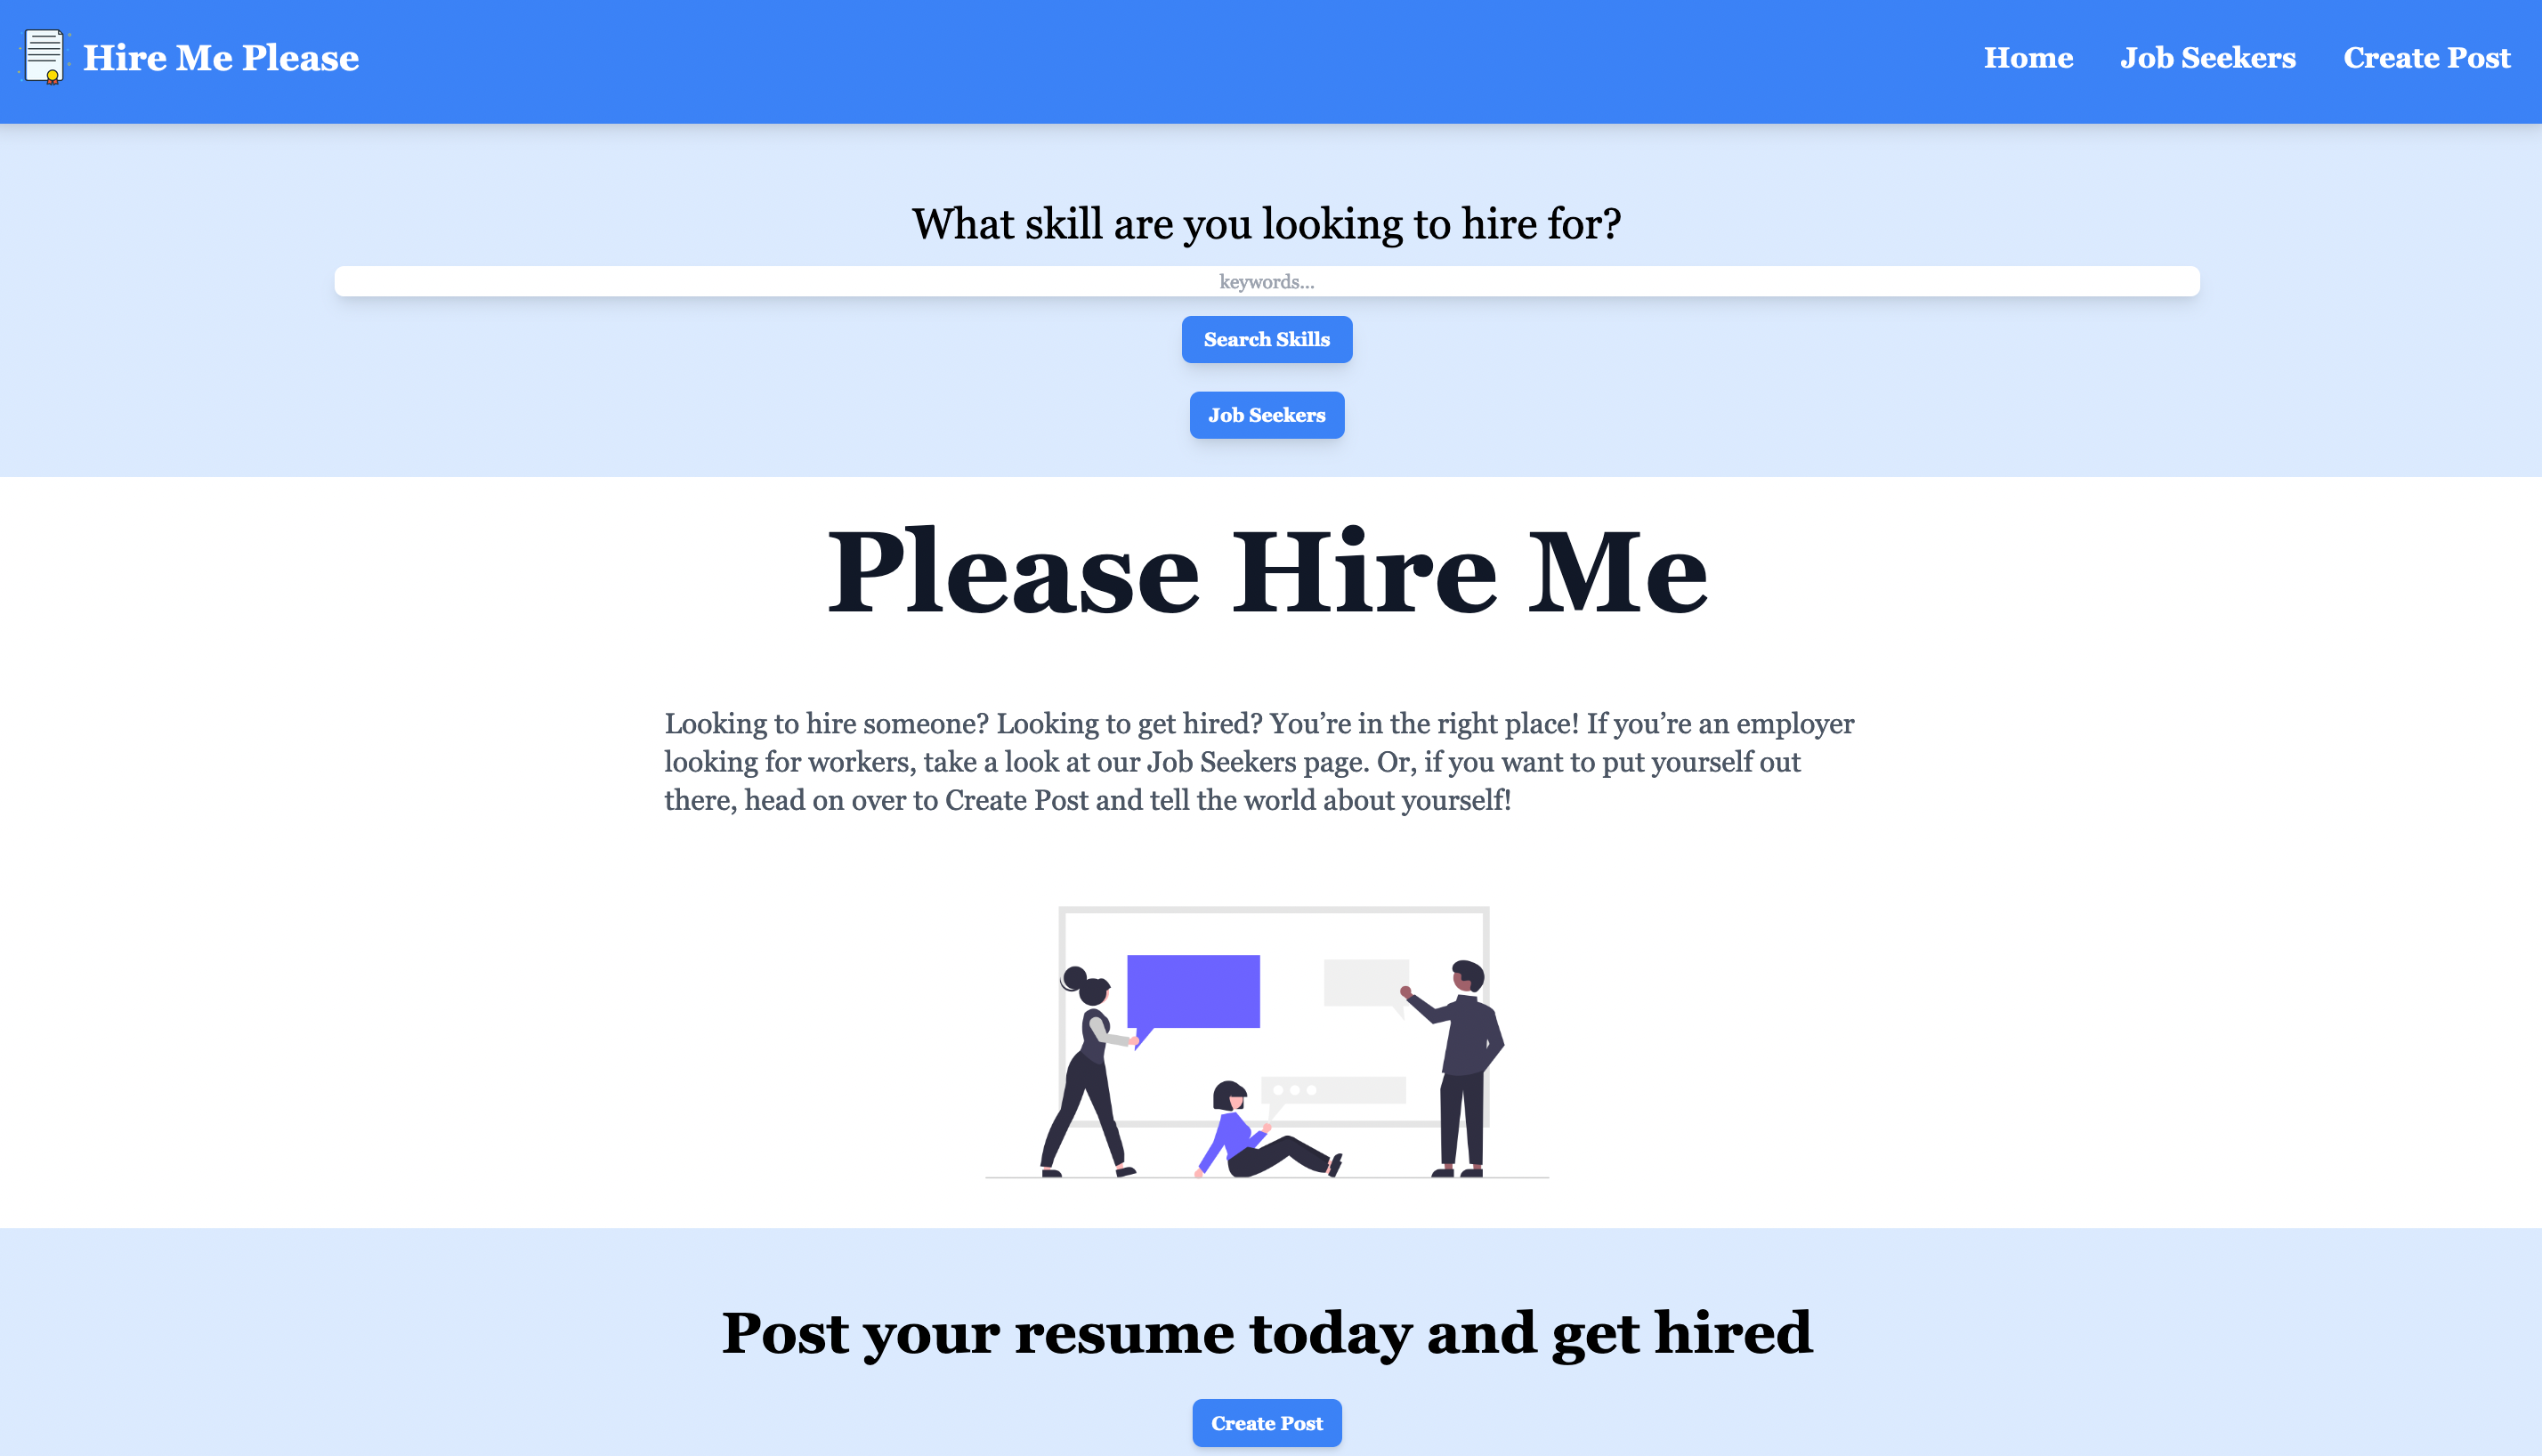 Hire Me Please
Home Job Seekers Create Post
What skill are you looking to hire for?
keywords...
Search Skills
Job Seekers
Please Hire Me
Looking to hire someone? Looking to get hired? You’re in the right place! If you’re an employer
looking for workers, take a look at our Job Seekers page. Or, if you want to put yourself out
there, head on over to Create Post and tell the world about yourself!
Post your resume today and get hired
Create Post